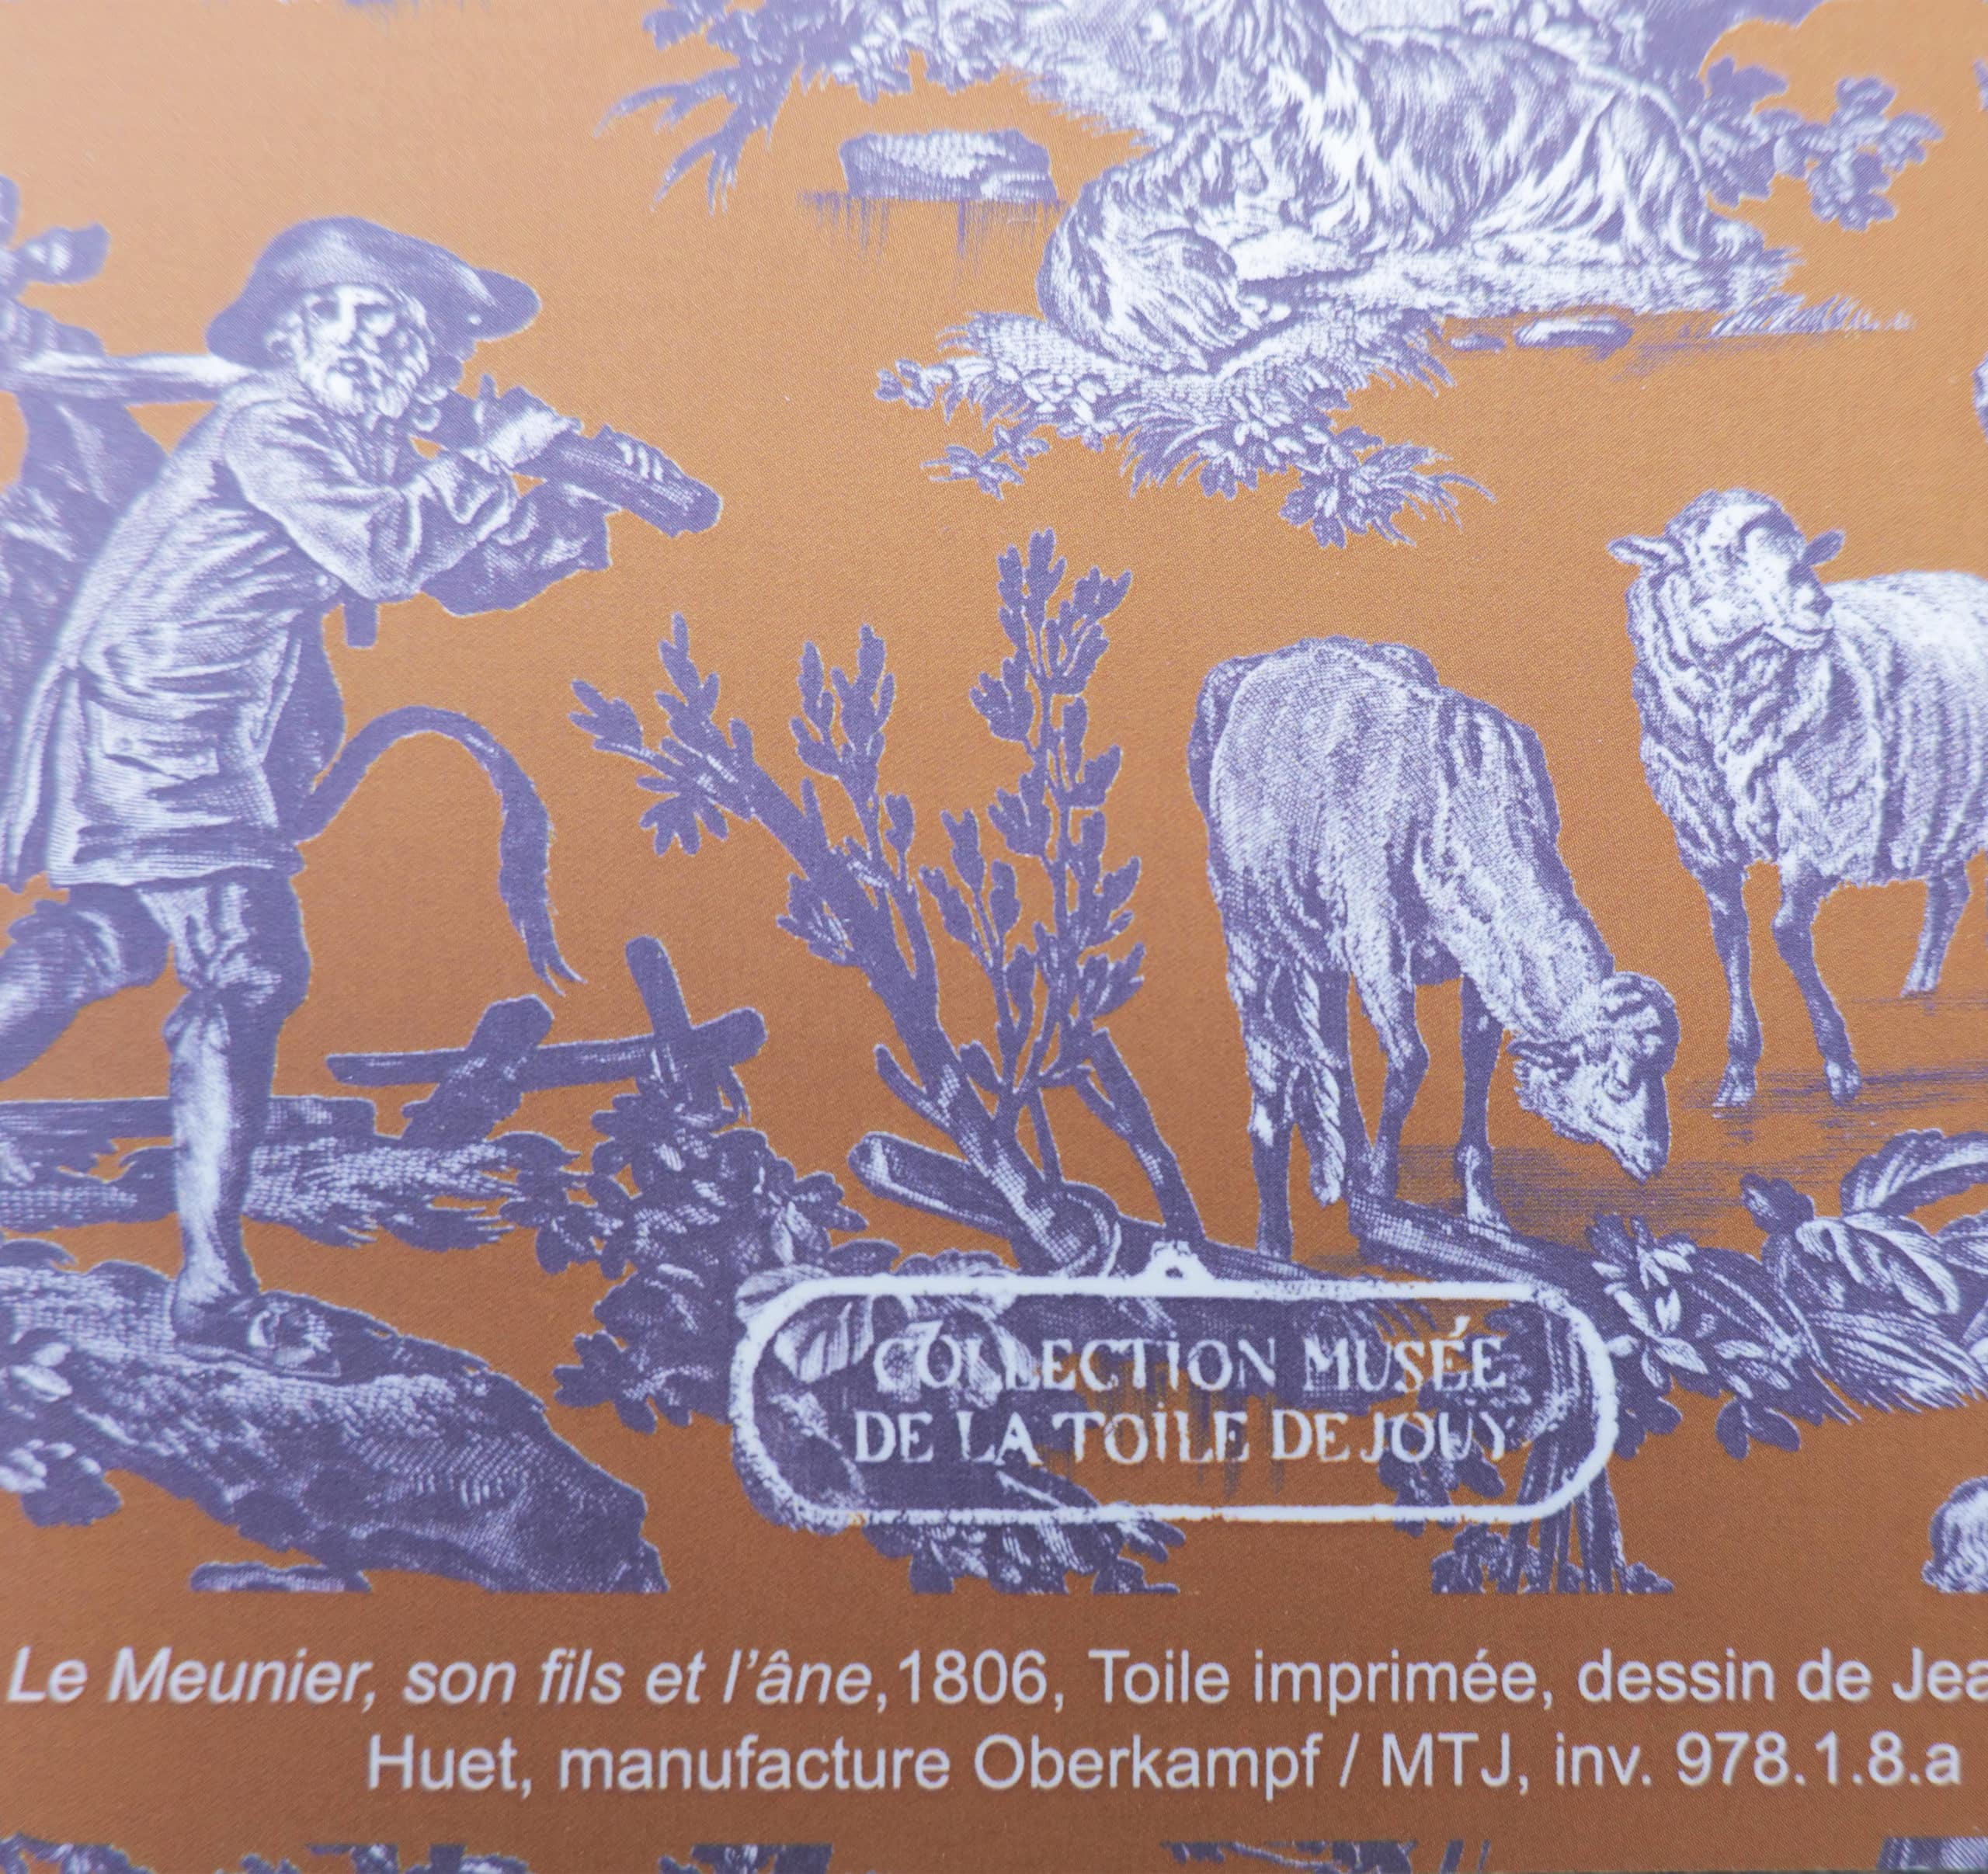 COLLECTION MUSÉE
DE LA TOILE DE JOUY
Le Meunier, son fils et l'âne,1806, Toile imprimée, dessin de Jea
Huet, manufacture Oberkampf / MTJ, inv. 978.1.8.a